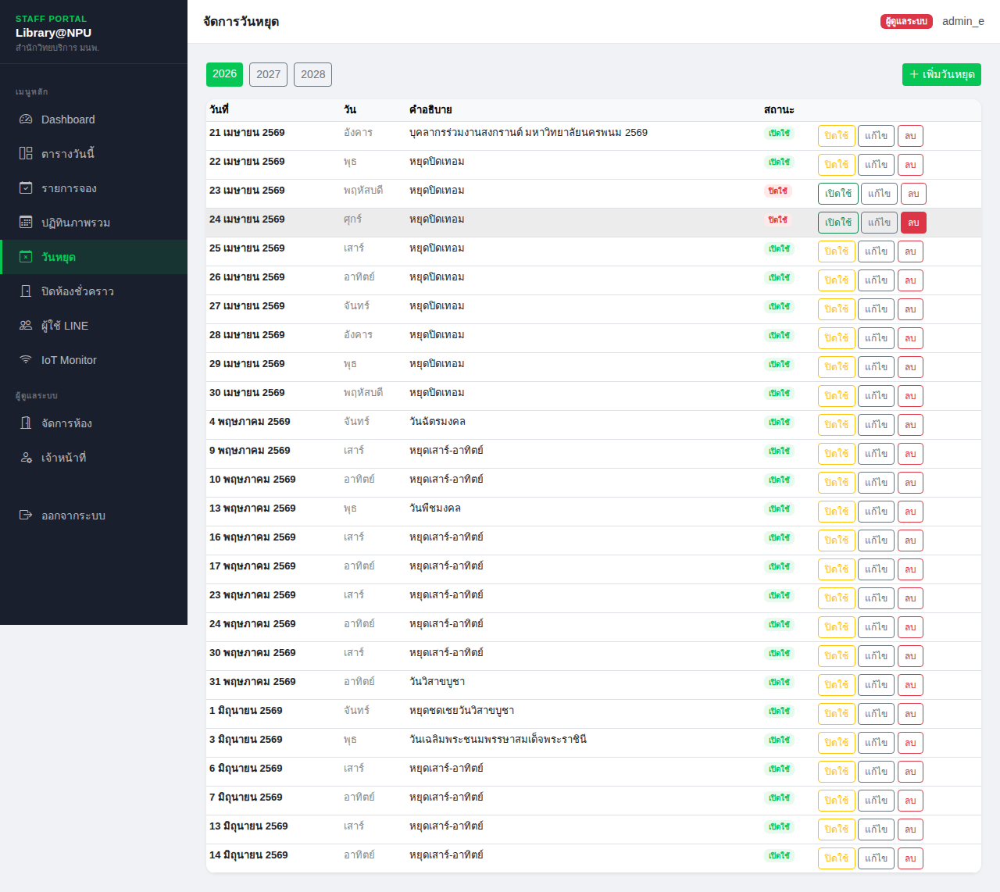 STAFF PORTAL
Library@NPU
สำนักวิทยบริการ มนพ.
เมนูหลัก
Dashboard
ตารางวันนี้
รายการจอง
ปฏิทินภาพรวม
วันหยุด
ปิดห้องชั่วคราว
ผู้ใช้ LINE
IoT Monitor
ผู้ดูแลระบบ
จัดการห้อง
เจ้าหน้าที่
ออกจากระบบ
จัดการวันหยุด
ผู้ดูแลระบบ admin_e
2026 2027 2028
+ เพิ่มวันหยุด
วันที่ วัน คำอธิบาย สถานะ
21 เมษายน 2569 อังคาร บุคลากรร่วมงานสงกรานต์ มหาวิทยาลัยนครพนม 2569 เปิดใช้ ปิดใช้ แก้ไข ลบ
22 เมษายน 2569 พุธ หยุดปิดเทอม เปิดใช้ ปิดใช้ แก้ไข ลบ
23 เมษายน 2569 พฤหัสบดี หยุดปิดเทอม ปิดใช้ เปิดใช้ แก้ไข ลบ
24 เมษายน 2569 ศุกร์ หยุดปิดเทอม ปิดใช้ เปิดใช้ แก้ไข ลบ
25 เมษายน 2569 เสาร์ หยุดปิดเทอม เปิดใช้ ปิดใช้ แก้ไข ลบ
26 เมษายน 2569 อาทิตย์ หยุดปิดเทอม เปิดใช้ ปิดใช้ แก้ไข ลบ
27 เมษายน 2569 จันทร์ หยุดปิดเทอม เปิดใช้ ปิดใช้ แก้ไข ลบ
28 เมษายน 2569 อังคาร หยุดปิดเทอม เปิดใช้ ปิดใช้ แก้ไข ลบ
29 เมษายน 2569 พุธ หยุดปิดเทอม เปิดใช้ ปิดใช้ แก้ไข ลบ
30 เมษายน 2569 พฤหัสบดี หยุดปิดเทอม เปิดใช้ ปิดใช้ แก้ไข ลบ
4 พฤษภาคม 2569 จันทร์ วันฉัตรมงคล เปิดใช้ ปิดใช้ แก้ไข ลบ
9 พฤษภาคม 2569 เสาร์ หยุดเสาร์-อาทิตย์ เปิดใช้ ปิดใช้ แก้ไข ลบ
10 พฤษภาคม 2569 อาทิตย์ หยุดเสาร์-อาทิตย์ เปิดใช้ ปิดใช้ แก้ไข ลบ
13 พฤษภาคม 2569 พุธ วันพืชมงคล เปิดใช้ ปิดใช้ แก้ไข ลบ
16 พฤษภาคม 2569 เสาร์ หยุดเสาร์-อาทิตย์ เปิดใช้ ปิดใช้ แก้ไข ลบ
17 พฤษภาคม 2569 อาทิตย์ หยุดเสาร์-อาทิตย์ เปิดใช้ ปิดใช้ แก้ไข ลบ
23 พฤษภาคม 2569 เสาร์ หยุดเสาร์-อาทิตย์ เปิดใช้ ปิดใช้ แก้ไข ลบ
24 พฤษภาคม 2569 อาทิตย์ หยุดเสาร์-อาทิตย์ เปิดใช้ ปิดใช้ แก้ไข ลบ
30 พฤษภาคม 2569 เสาร์ หยุดเสาร์-อาทิตย์ เปิดใช้ ปิดใช้ แก้ไข ลบ
31 พฤษภาคม 2569 อาทิตย์ วันวิสาขบูชา เปิดใช้ ปิดใช้ แก้ไข ลบ
1 มิถุนายน 2569 จันทร์ หยุดชดเชยวันวิสาขบูชา เปิดใช้ ปิดใช้ แก้ไข ลบ
3 มิถุนายน 2569 พุธ วันเฉลิมพระชนมพรรษาสมเด็จพระราชินี เปิดใช้ ปิดใช้ แก้ไข ลบ
6 มิถุนายน 2569 เสาร์ หยุดเสาร์-อาทิตย์ เปิดใช้ ปิดใช้ แก้ไข ลบ
7 มิถุนายน 2569 อาทิตย์ หยุดเสาร์-อาทิตย์ เปิดใช้ ปิดใช้ แก้ไข ลบ
13 มิถุนายน 2569 เสาร์ หยุดเสาร์-อาทิตย์ เปิดใช้ ปิดใช้ แก้ไข ลบ
14 มิถุนายน 2569 อาทิตย์ หยุดเสาร์-อาทิตย์ เปิดใช้ ปิดใช้ แก้ไข ลบ